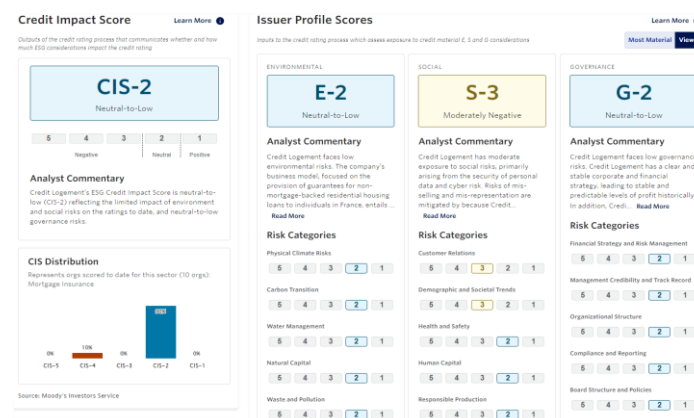 Credit Impact Score
Learn More
Outputs of the credit rating process that communicates whether and how
much ESG considerations impact the credit rating
CIS-2
Neutral-to-Low
5 4 3 2 1
Negative Neutral Positive
Analyst Commentary
Credit Logement's ESG Credit Impact Score is neutral-to-
low (CIS-2) reflecting the limited impact of environment
and social risks on the ratings to date, and neutral-to-low
governance risks.
CIS Distribution
Represents orgs scored to date for this sector (10 orgs):
Mortgage Insurance
0% 10% 0% 90% 0%
CIS-5 CIS-4 CIS-3 CIS-2 CIS-1
Source: Moody's Investors Service
Issuer Profile Scores
Learn More
Inputs to the credit rating process which assess exposure to credit material E, S and G considerations
Most Material View
ENVIRONMENTAL
E-2
Neutral-to-Low
Analyst Commentary
Credit Logement faces low
environmental risks. The company's
business model, focused on the
provision of guarantees for non-
mortgage-backed residential housing
loans to individuals in France, entails ...
Read More
Risk Categories
Physical Climate Risks
5 4 3 2 1
Carbon Transition
5 4 3 2 1
Water Management
5 4 3 2 1
Natural Capital
5 4 3 2 1
Waste and Pollution
5 4 3 2 1
SOCIAL
S-3
Moderately Negative
Analyst Commentary
Credit Logement has moderate
exposure to social risks, primarily
arising from the security of personal
data and cyber risk. Risks of mis-
selling and mis-representation are
mitigated by because Credit...
Read More
Risk Categories
Customer Relations
5 4 3 2 1
Demographic and Societal Trends
5 4 3 2 1
Health and Safety
5 4 3 2 1
Human Capital
5 4 3 2 1
Responsible Production
5 4 3 2 1
GOVERNANCE
G-2
Neutral-to-Low
Analyst Commentary
Credit Logement faces low governance
risks. Credit Logement has a clear and
stable corporate and financial
strategy, leading to stable and
predictable levels of profit historically
In addition, Credi... Read More
Risk Categories
Financial Strategy and Risk Management
5 4 3 2 1
Management Credibility and Track Record
5 4 3 2 1
Organizational Structure
5 4 3 2 1
Compliance and Reporting
5 4 3 2 1
Board Structure and Policies
5 4 3 2 1